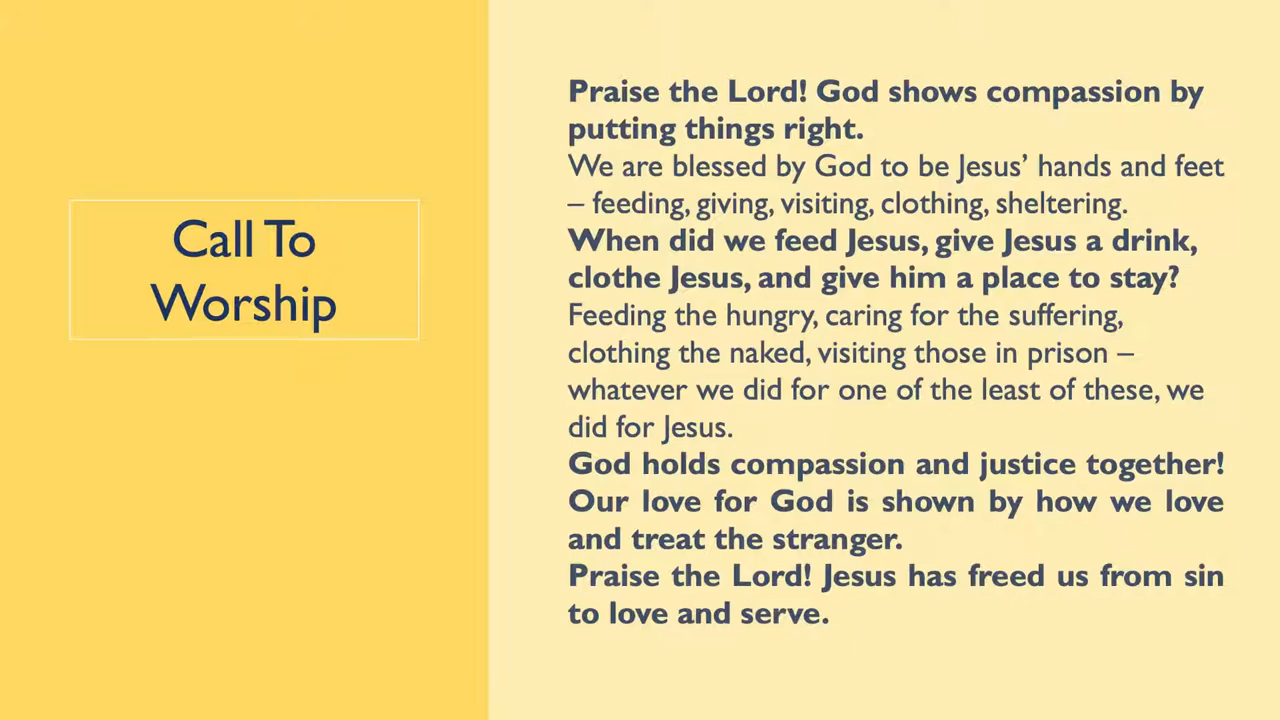 Call To
Worship
Praise the Lord! God shows compassion by
putting things right.
We are blessed by God to be Jesus’ hands and feet
– feeding, giving, visiting, clothing, sheltering.
When did we feed Jesus, give Jesus a drink,
clothe Jesus, and give him a place to stay?
Feeding the hungry, caring for the suffering,
clothing the naked, visiting those in prison –
whatever we did for one of the least of these, we
did for Jesus.
God holds compassion and justice together!
Our love for God is shown by how we love
and treat the stranger.
Praise the Lord! Jesus has freed us from sin
to love and serve.